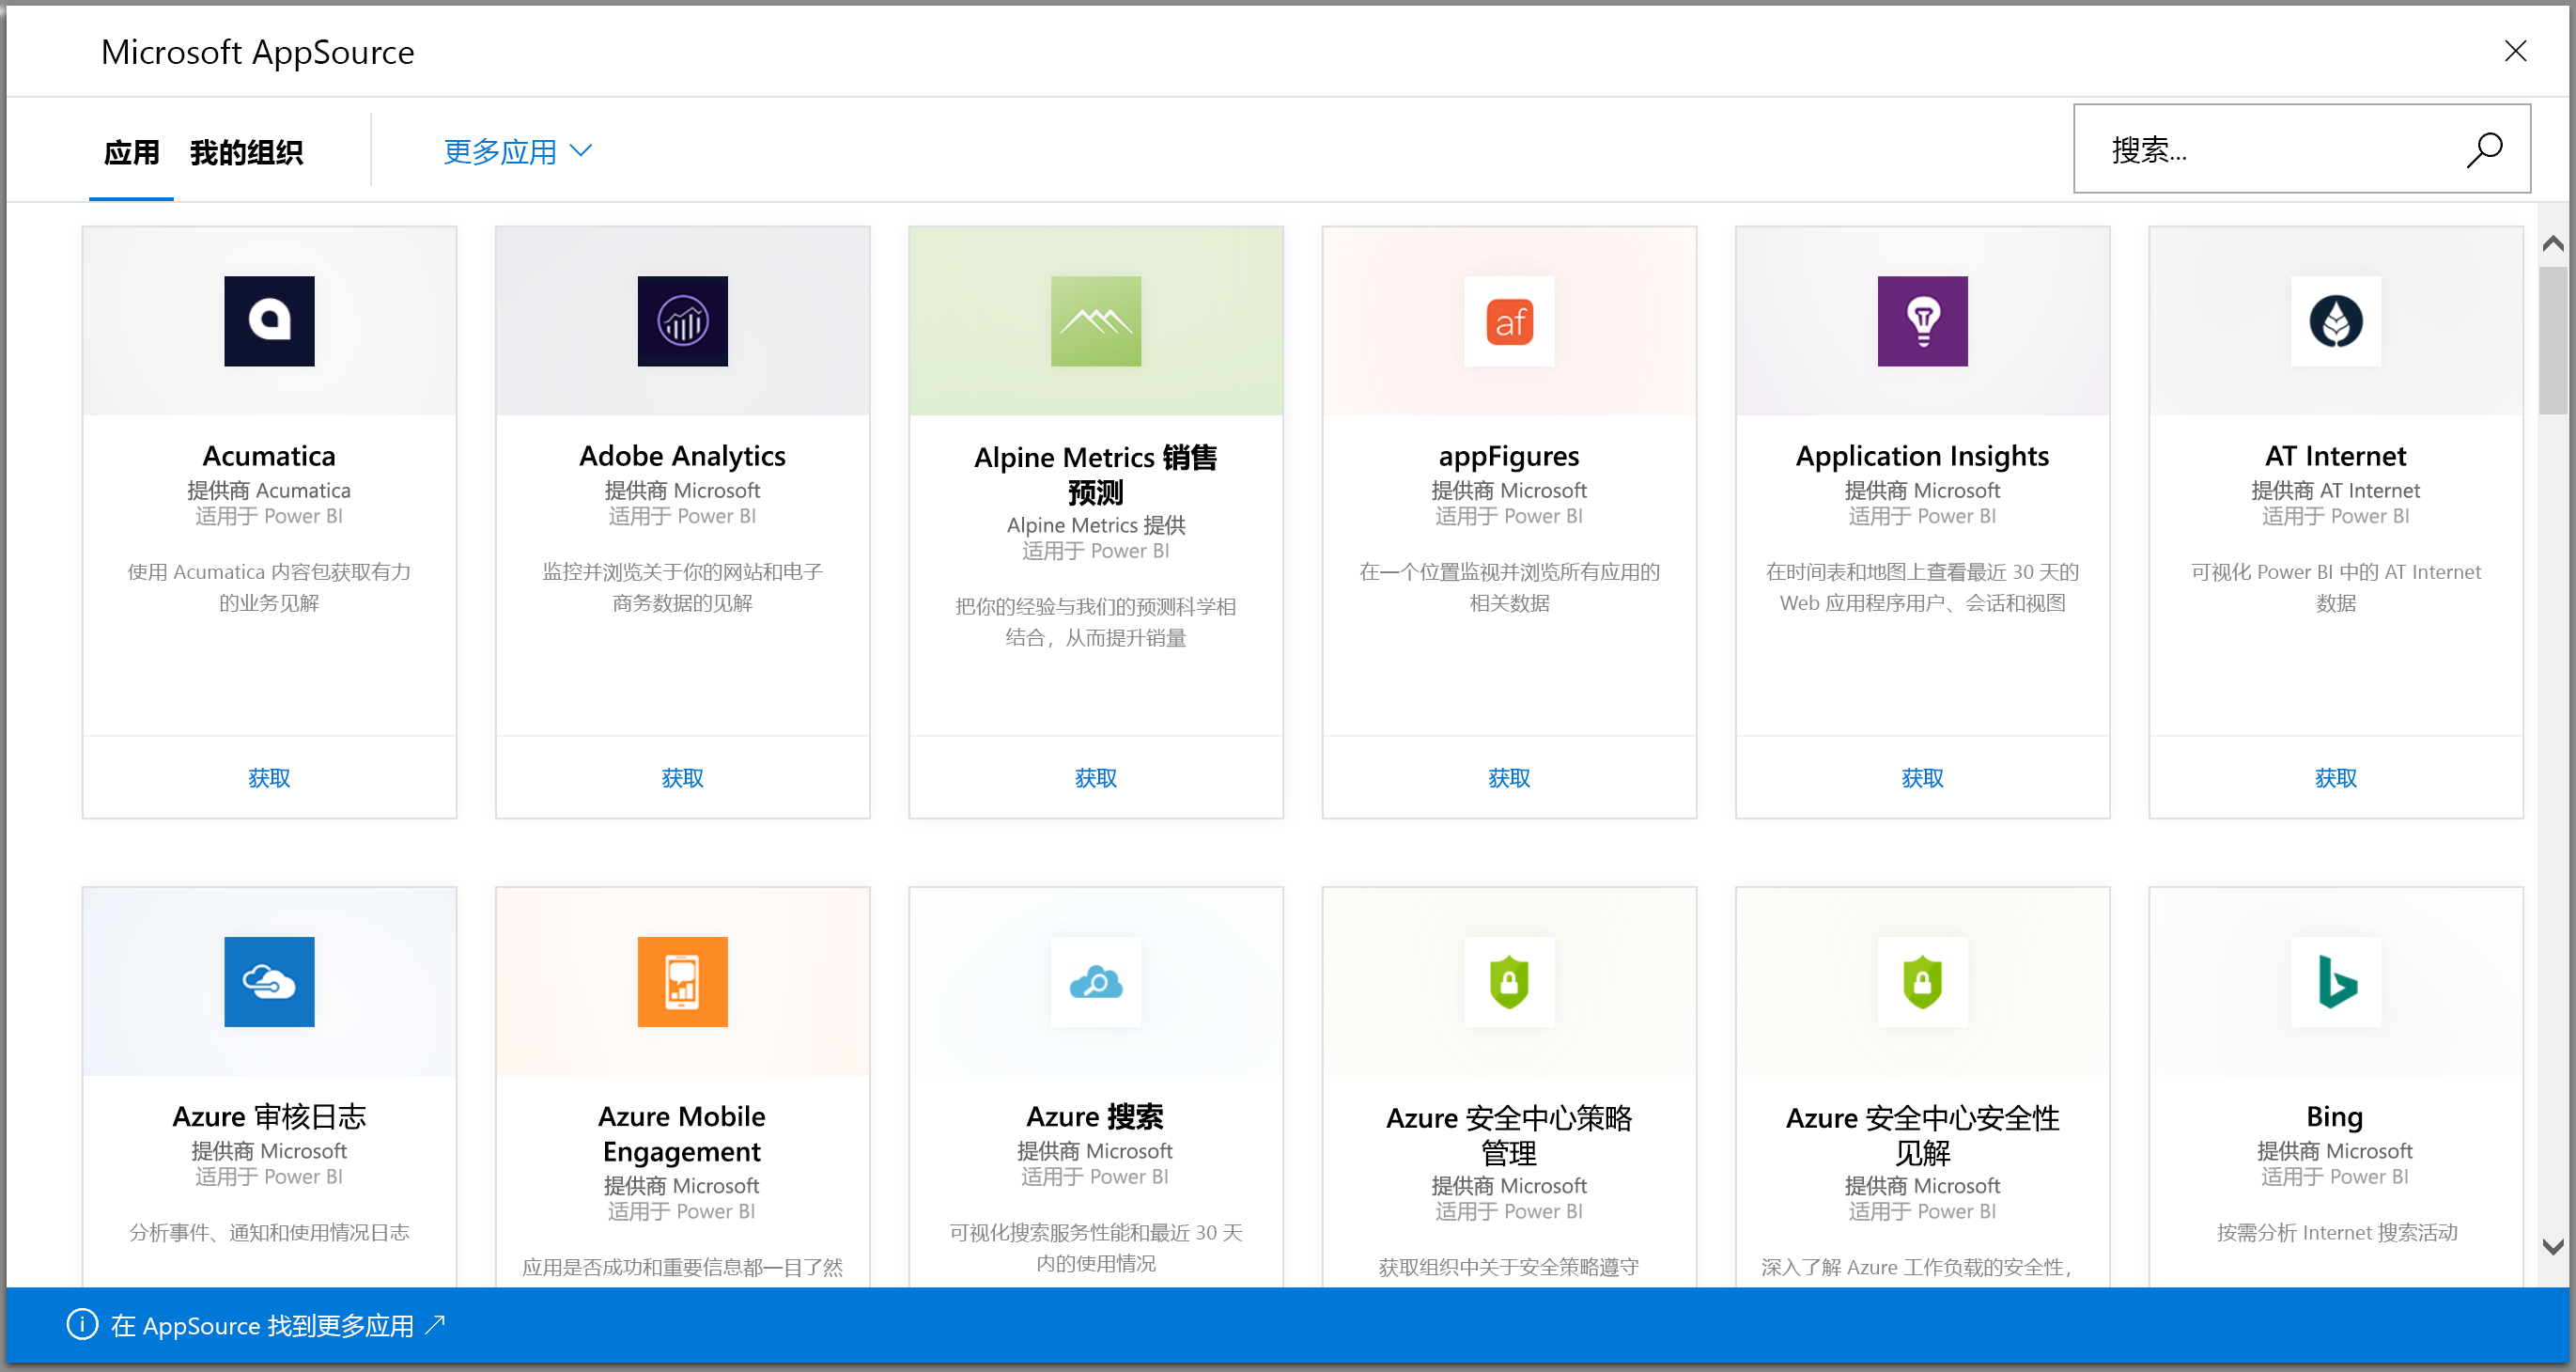 Microsoft AppSource
应用 我的组织 更多应用
搜索...
af
Acumatica
提供商 Acumatica
适用于 Power BI
使用 Acumatica 内容包获取有力
的业务见解
获取
Adobe Analytics
提供商 Microsoft
适用于 Power BI
监控并浏览关于你的网站和电子
商务数据的见解
获取
Alpine Metrics 销售
预测
Alpine Metrics 提供
适用于 Power BI
把你的经验与我们的预测科学相
结合，从而提升销量
获取
appFigures
提供商 Microsoft
适用于 Power BI
在一个位置监视并浏览所有应用的
相关数据
获取
Application Insights
提供商 Microsoft
适用于 Power BI
在时间表和地图上查看最近 30 天的
Web 应用程序用户、会话和视图
获取
AT Internet
提供商 AT Internet
适用于 Power BI
可视化 Power BI 中的 AT Internet
数据
获取
Azure 审核日志
提供商 Microsoft
适用于 Power BI
分析事件、通知和使用情况日志
Azure Mobile
Engagement
提供商 Microsoft
适用于 Power BI
应用是否成功和重要信息都一目了然
Azure 搜索
提供商 Microsoft
适用于 Power BI
可视化搜索服务性能和最近 30 天
内的使用情况
Azure 安全中心策略
管理
提供商 Microsoft
适用于 Power BI
获取组织中关于安全策略遵守
Azure 安全中心安全性
见解
提供商 Microsoft
适用于 Power BI
深入了解 Azure 工作负载的安全性，
Bing
提供商 Microsoft
适用于 Power BI
按需分析 Internet 搜索活动
在 AppSource 找到更多应用